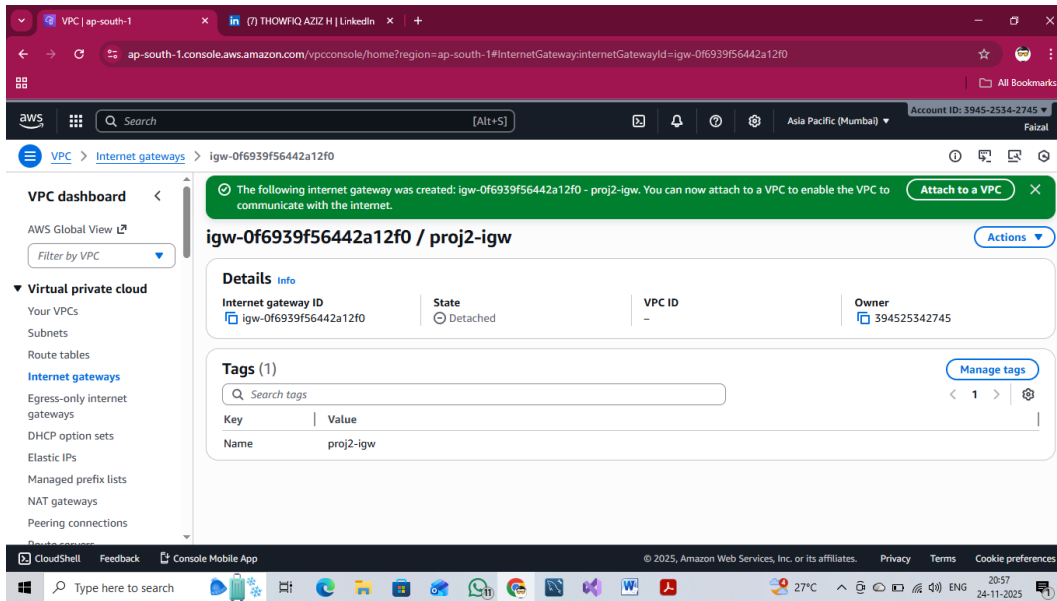 VPC | ap-south-1
in (7) THOWFIQ AZIZ H | LinkedIn
ap-south-1.console.aws.amazon.com/vpcconsole/home?region=ap-south-1#InternetGateway:internetGatewayId=igw-0f6939f56442a12f0
All Bookmarks
aws
Search [Alt+S]
Asia Pacific (Mumbai)
Account ID: 3945-2534-2745
Faizal
VPC > Internet gateways > igw-0f6939f56442a12f0
VPC dashboard
AWS Global View
Filter by VPC
Virtual private cloud
Your VPCs
Subnets
Route tables
Internet gateways
Egress-only internet
gateways
DHCP option sets
Elastic IPs
Managed prefix lists
NAT gateways
Peering connections
Route servers
The following internet gateway was created: igw-0f6939f56442a12f0 - proj2-igw. You can now attach to a VPC to enable the VPC to
communicate with the internet.
Attach to a VPC
igw-0f6939f56442a12f0 / proj2-igw
Actions
Details Info
Internet gateway ID
igw-0f6939f56442a12f0
State
Detached
VPC ID
–
Owner
394525342745
Tags (1)
Manage tags
Search tags
1
Key Value
Name proj2-igw
CloudShell Feedback Console Mobile App
© 2025, Amazon Web Services, Inc. or its affiliates. Privacy Terms Cookie preferences
Type here to search
11
27°C
ENG
20:57
24-11-2025
1